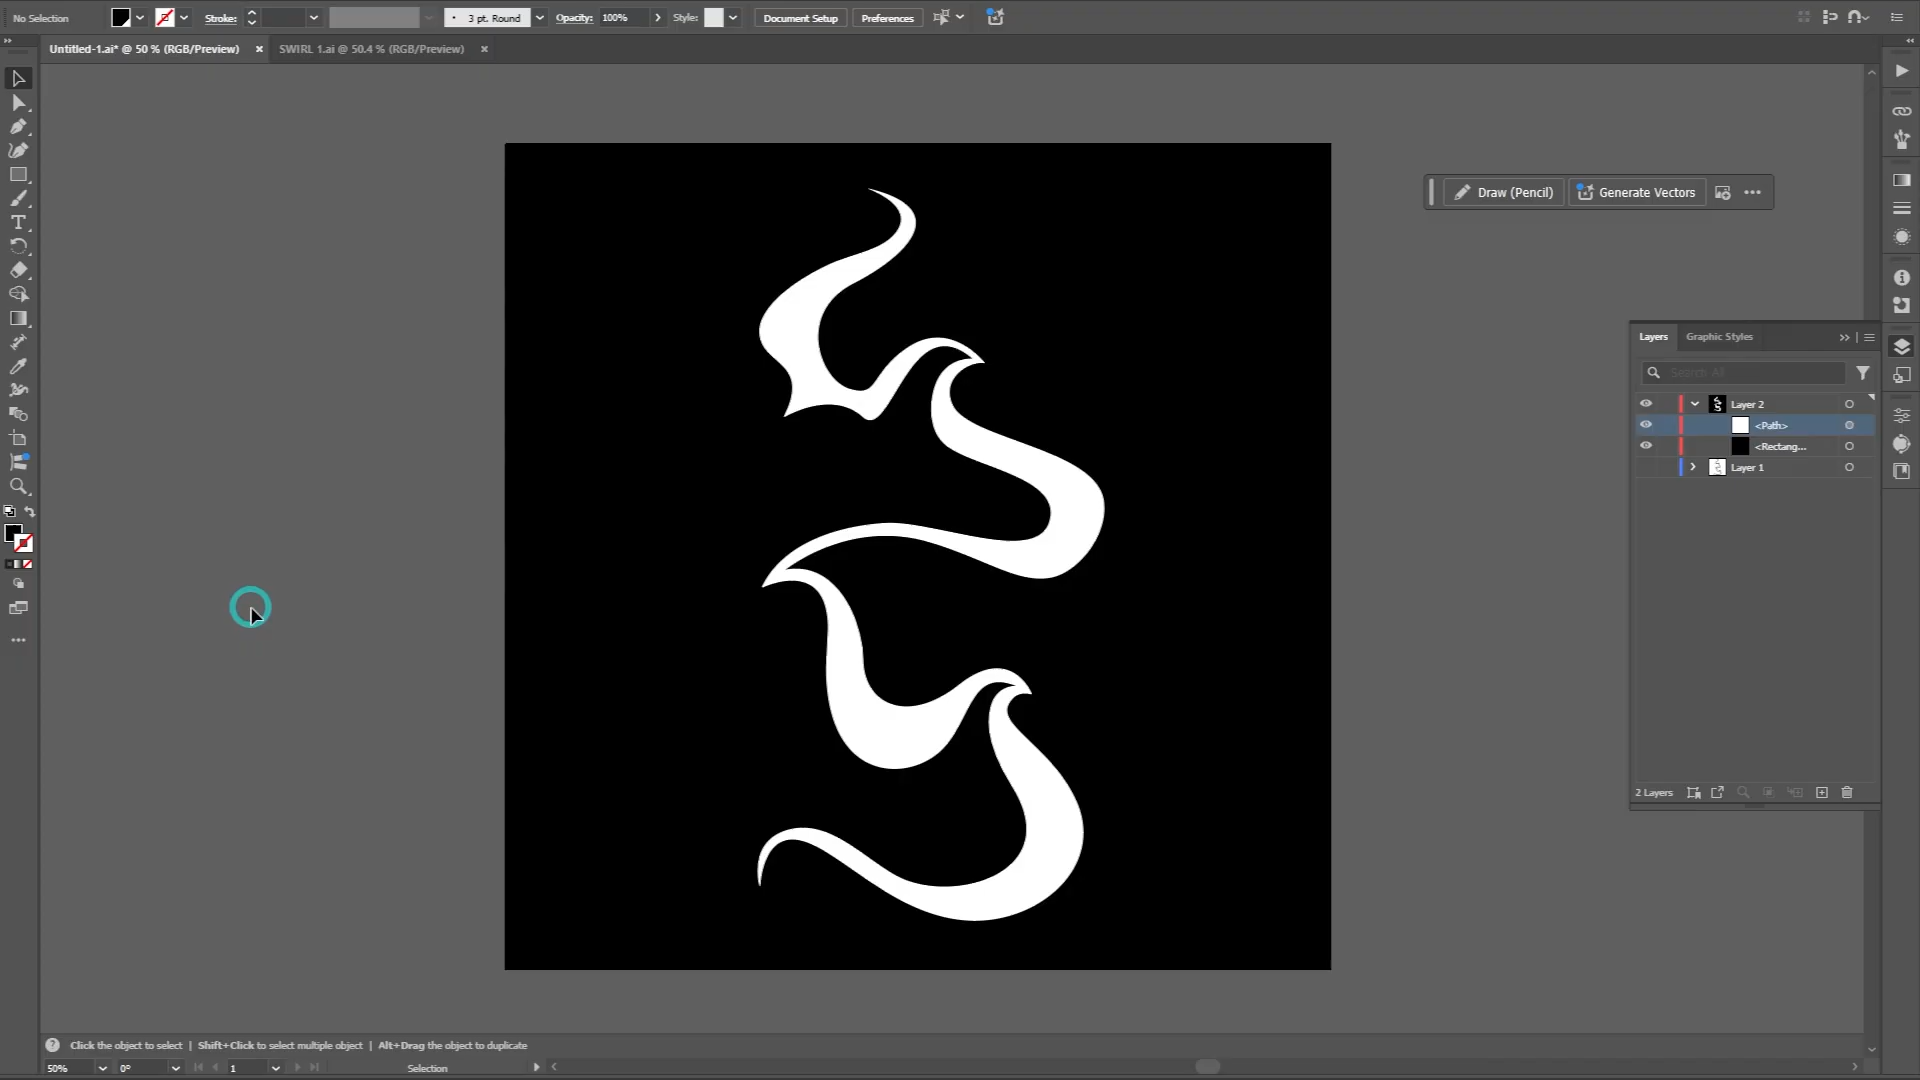 No Selection
Stroke:
3 pt. Round
Opacity:
100%
Style:
Document Setup
Preferences
Untitled-1.ai* @ 50 % (RGB/Preview)
SWIRL 1.ai @ 50.4 % (RGB/Preview)
Draw (Pencil)
Generate Vectors
Layers
Graphic Styles
Search All
Layer 2
<Path>
<Rectang...
Layer 1
2 Layers
Click the object to select | Shift+Click to select multiple object | Alt+Drag the object to duplicate
50%
0°
1
Selection